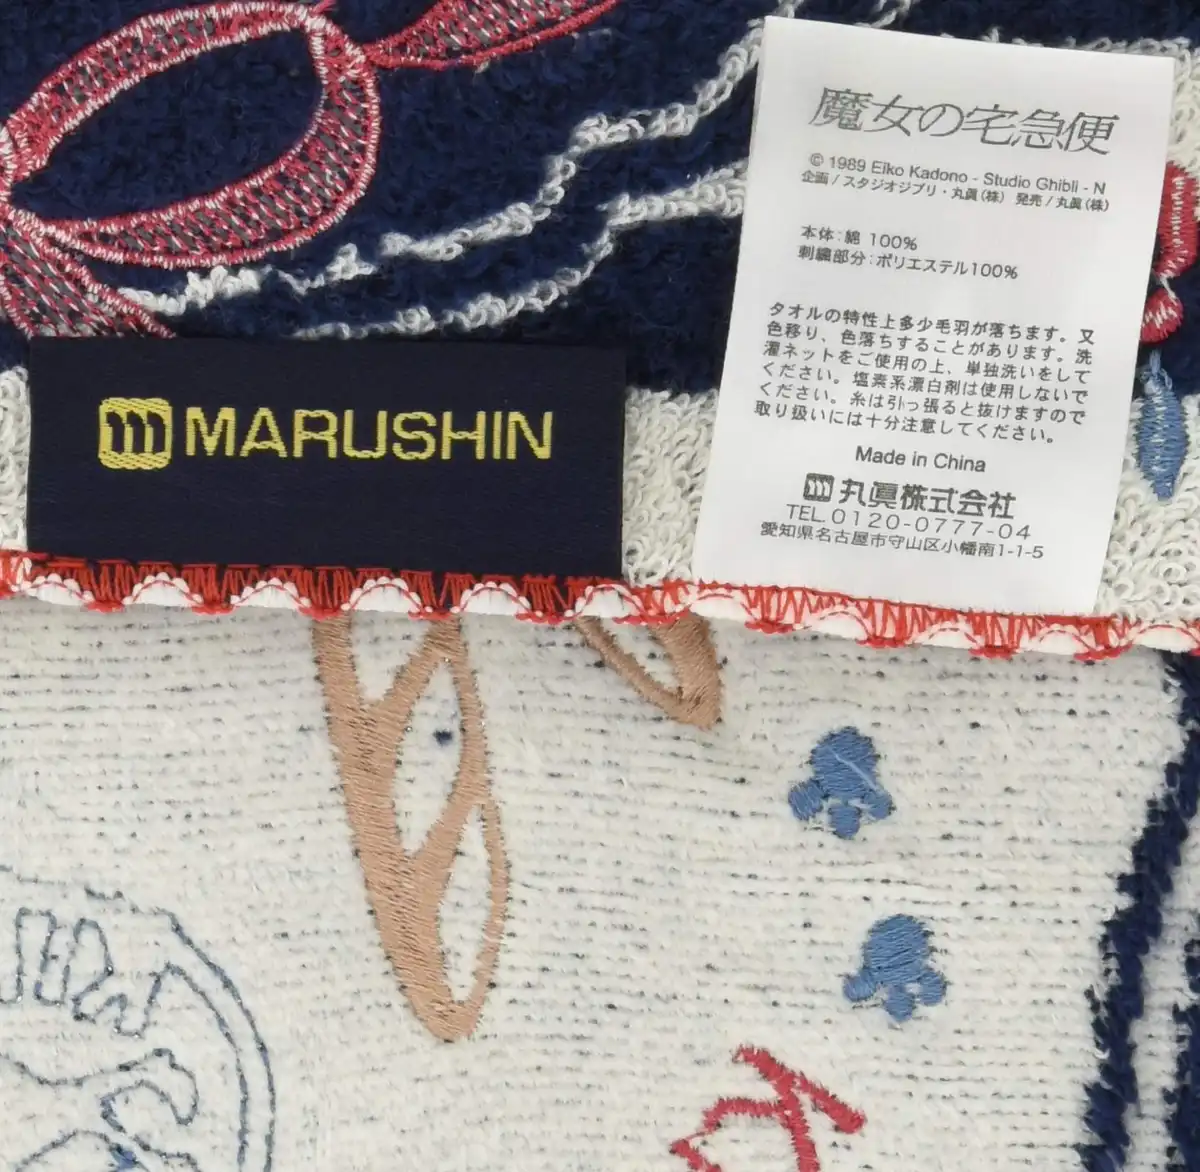 MARUSHIN
魔女の宅急便
© 1989 Eiko Kadono - Studio Ghibli - N
企画/スタジオジブリ・丸眞(株) 発売/丸眞(株)
本体:綿 100%
刺繍部分:ポリエステル100%
タオルの特性上多少毛羽が落ちます。又
色移り、色落ちすることがあります。洗
濯ネットをご使用の上、単独洗いをして
ください。塩素系漂白剤は使用しないで
ください。糸は引っ張ると抜けますので
取り扱いには十分注意してください。
Made in China
丸眞株式会社
TEL.0120-0777-04
愛知県名古屋市守山区小幡南1-1-5